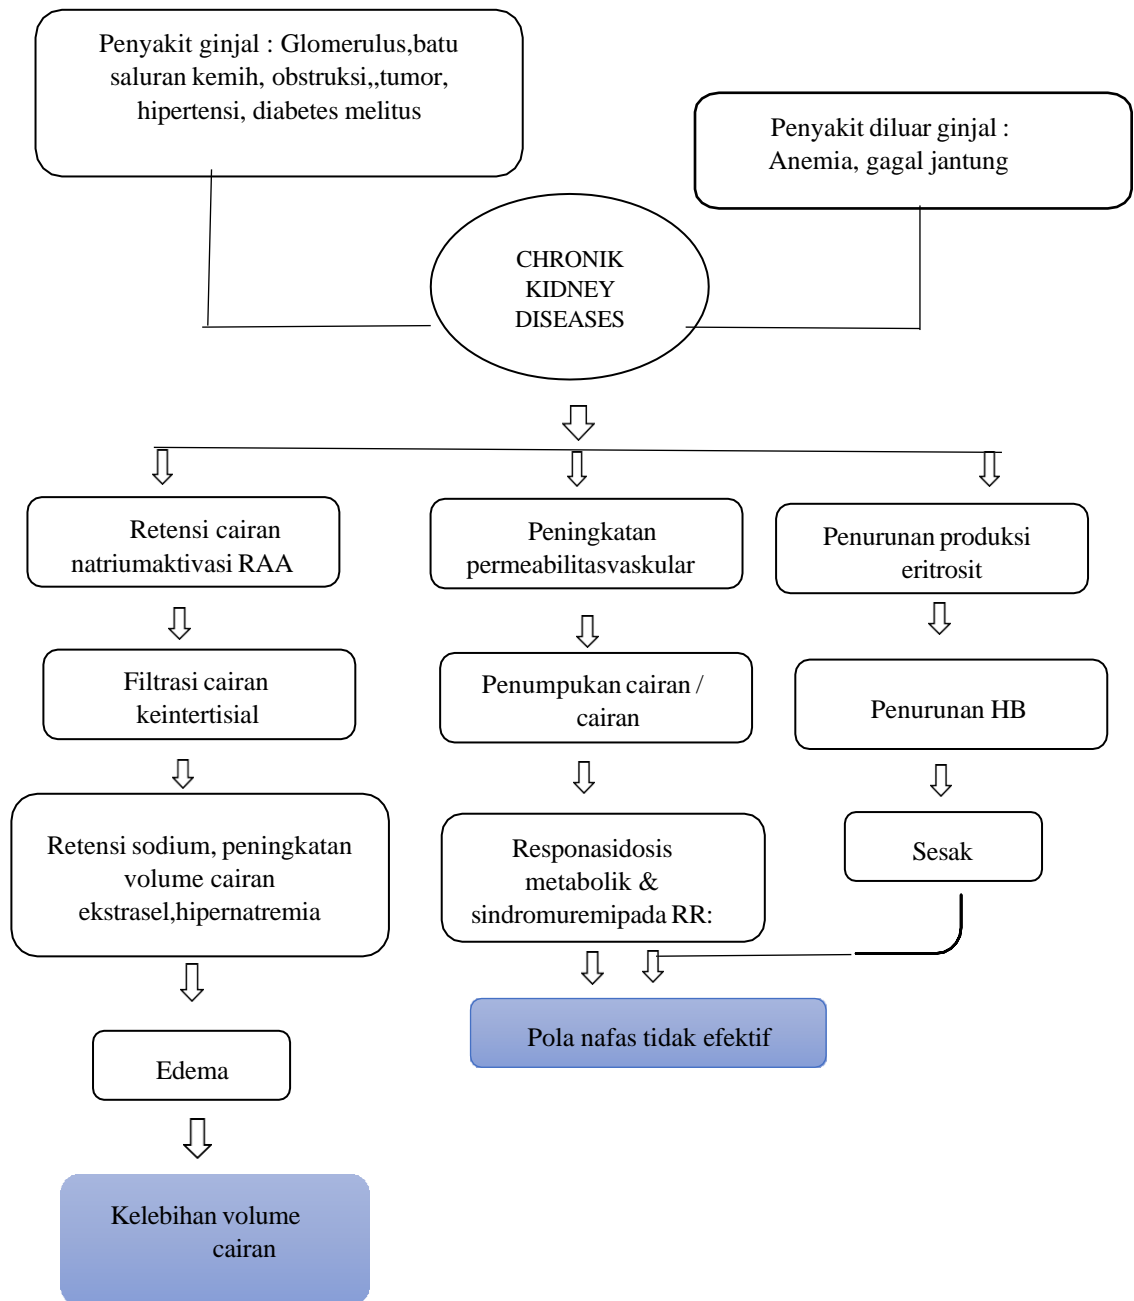 Penyakit ginjal : Glomerulus,batu
saluran kemih, obstruksi,,tumor,
hipertensi, diabetes melitus
Penyakit diluar ginjal :
Anemia, gagal jantung
CHRONIK
KIDNEY
DISEASES
Retensi cairan
natriumaktivasi RAA
Peningkatan
permeabilitasvaskular
Penurunan produksi
eritrosit
Filtrasi cairan
keintertisial
Penumpukan cairan /
cairan
Penurunan HB
Retensi sodium, peningkatan
volume cairan
ekstrasel,hipernatremia
Responasidosis
metabolik &
sindromuremipada RR:
Sesak
Edema
Pola nafas tidak efektif
Kelebihan volume
cairan